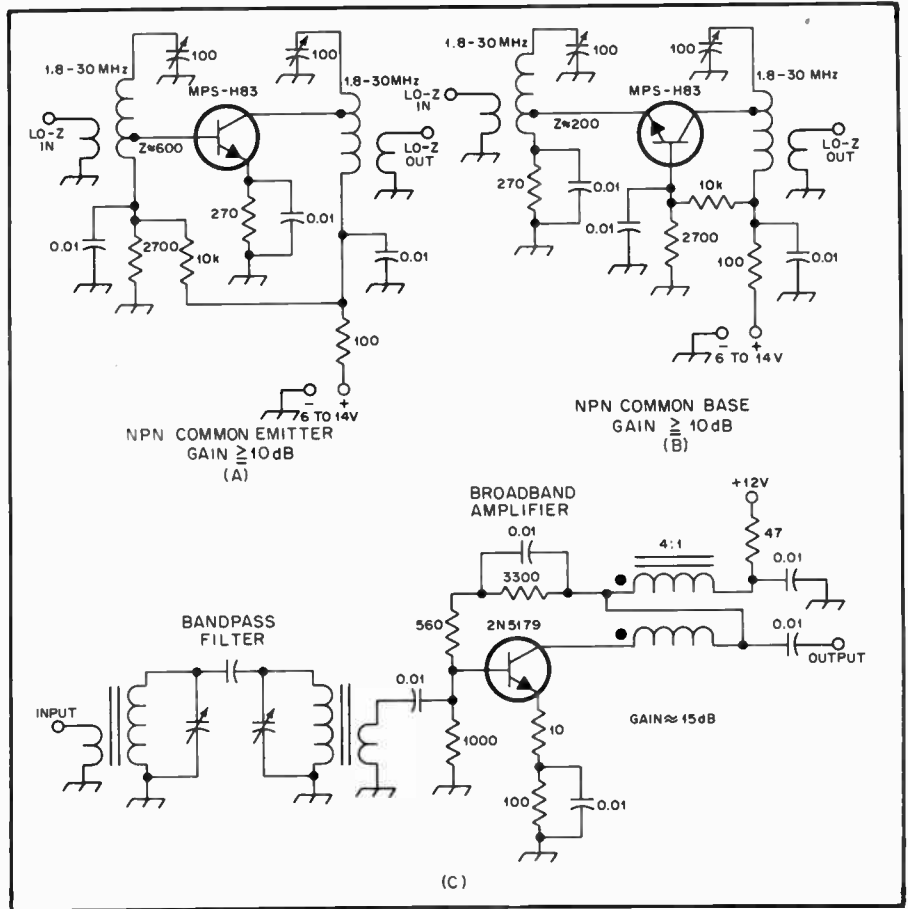 100
100
1.8-30 MHz
MPS-H83
1.8-30MHz
LO-Z
IN
Z≈600
LO-Z
OUT
270
0.01
0.01
2700
10k
0.01
100
-
+
6 TO 14V
NPN COMMON EMITTER
GAIN ≧ 10dB
(A)
100
100
1.8-30MHz
1.8-30MHz
MPS-H83
LO-Z
IN
Z≈200
LO-Z
OUT
10k
270
0.01
0.01
2700
100
0.01
-
+
6 TO 14V
NPN COMMON BASE
GAIN ≧ 10dB
(B)
BROADBAND
AMPLIFIER
+12V
0.01
47
4:1
0.01
3300
BANDPASS
FILTER
560
2N5179
0.01
OUTPUT
0.01
INPUT
10
GAIN≈15dB
1000
100
0.01
(C)